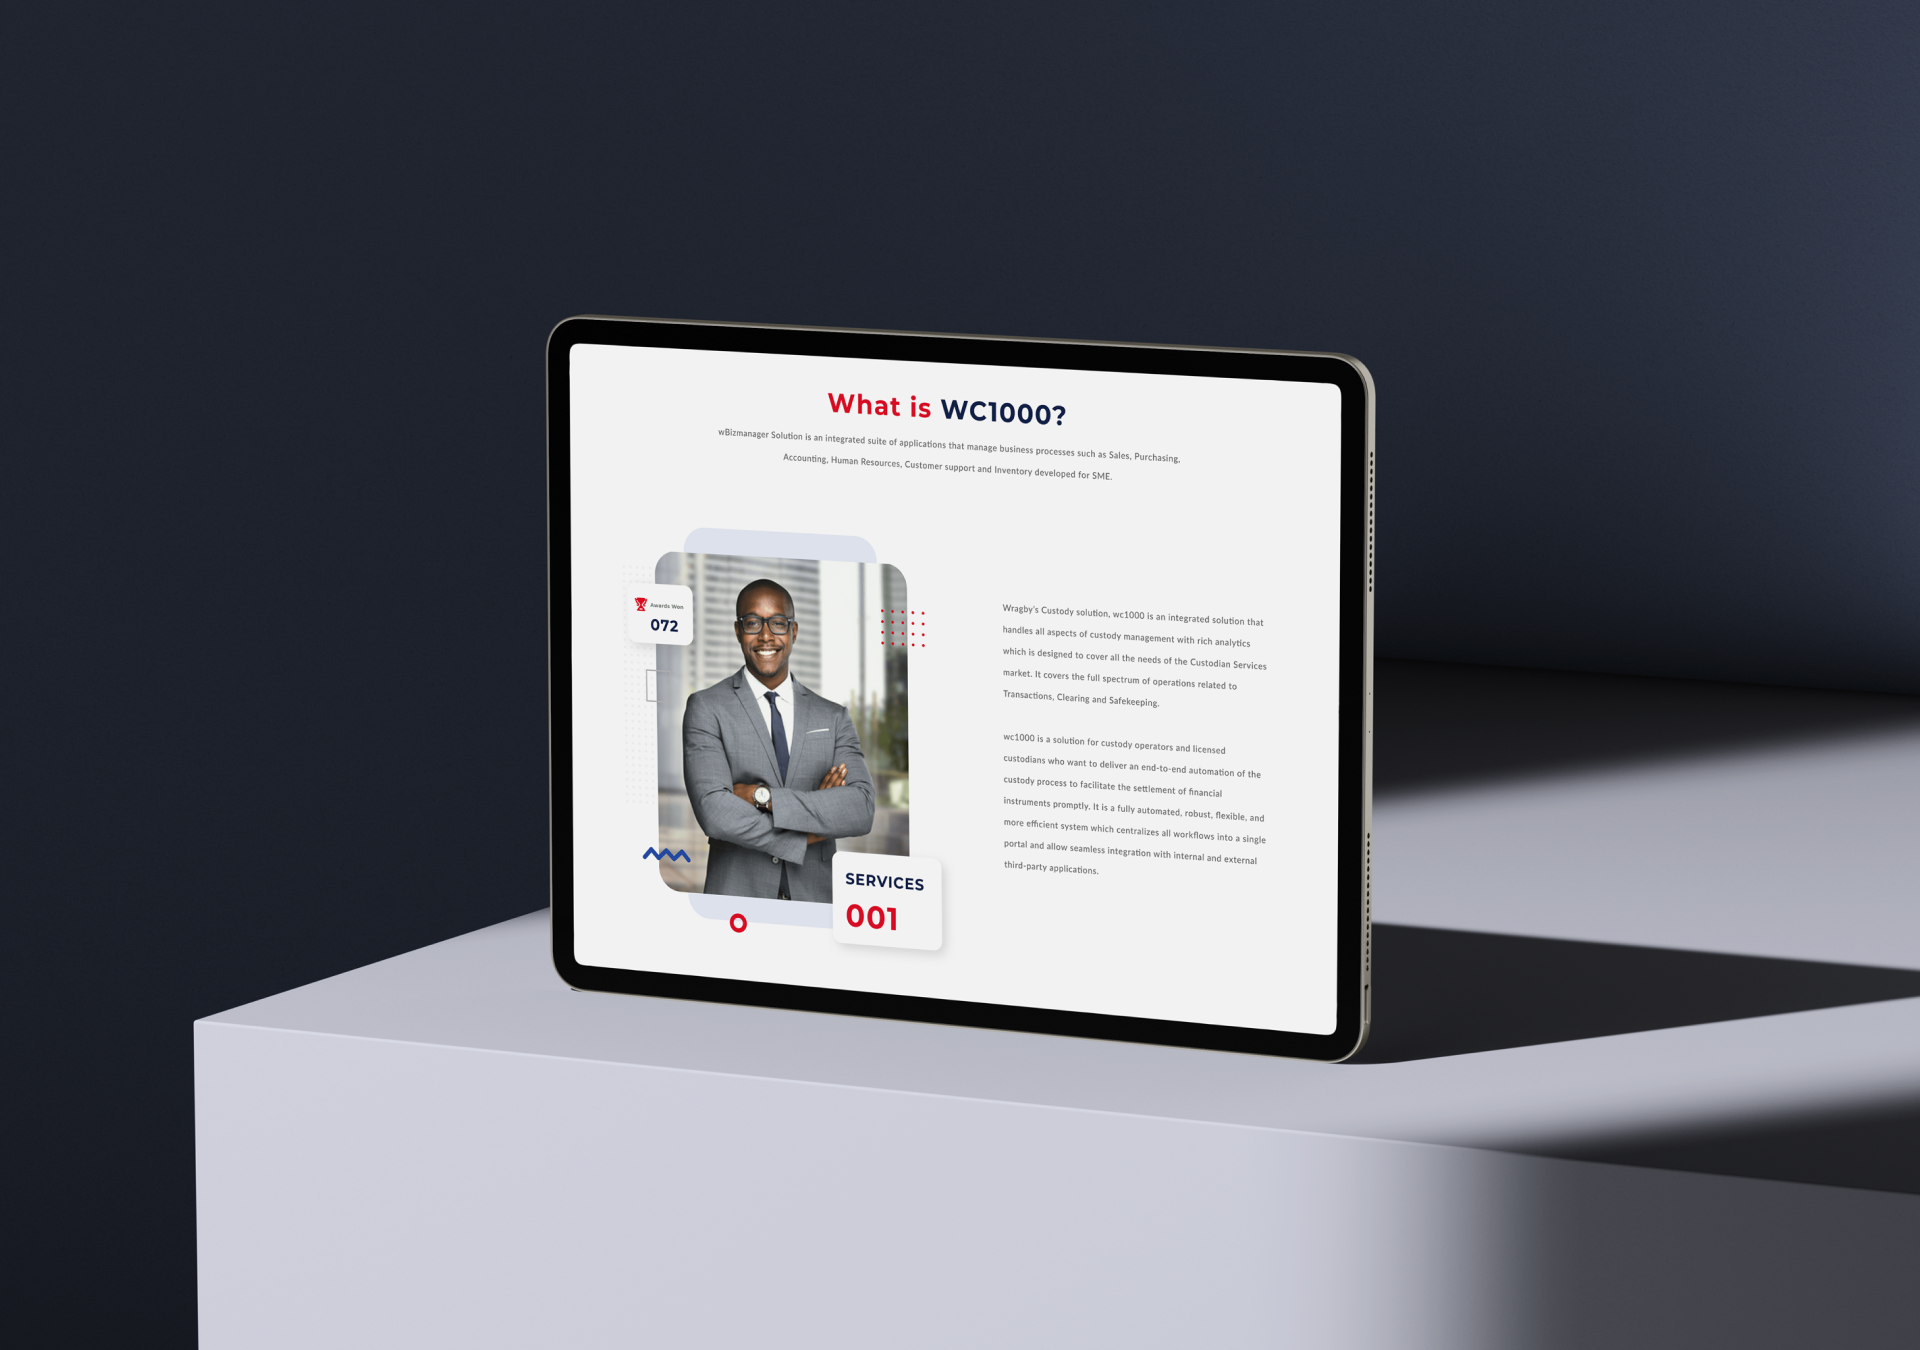 What is WC1000?
wBizmanager Solution is an integrated suite of applications that manage business processes such as Sales, Purchasing,
Accounting, Human Resources, Customer support and Inventory developed for SME.
Awards Won
072
SERVICES
001
Wragby's Custody solution, wc1000 is an integrated solution that
handles all aspects of custody management with rich analytics
which is designed to cover all the needs of the Custodian Services
market. It covers the full spectrum of operations related to
Transactions, Clearing and Safekeeping.
wc1000 is a solution for custody operators and licensed
custodians who want to deliver an end-to-end automation of the
custody process to facilitate the settlement of financial
instruments promptly. It is a fully automated, robust, flexible, and
more efficient system which centralizes all workflows into a single
portal and allow seamless integration with internal and external
third-party applications.